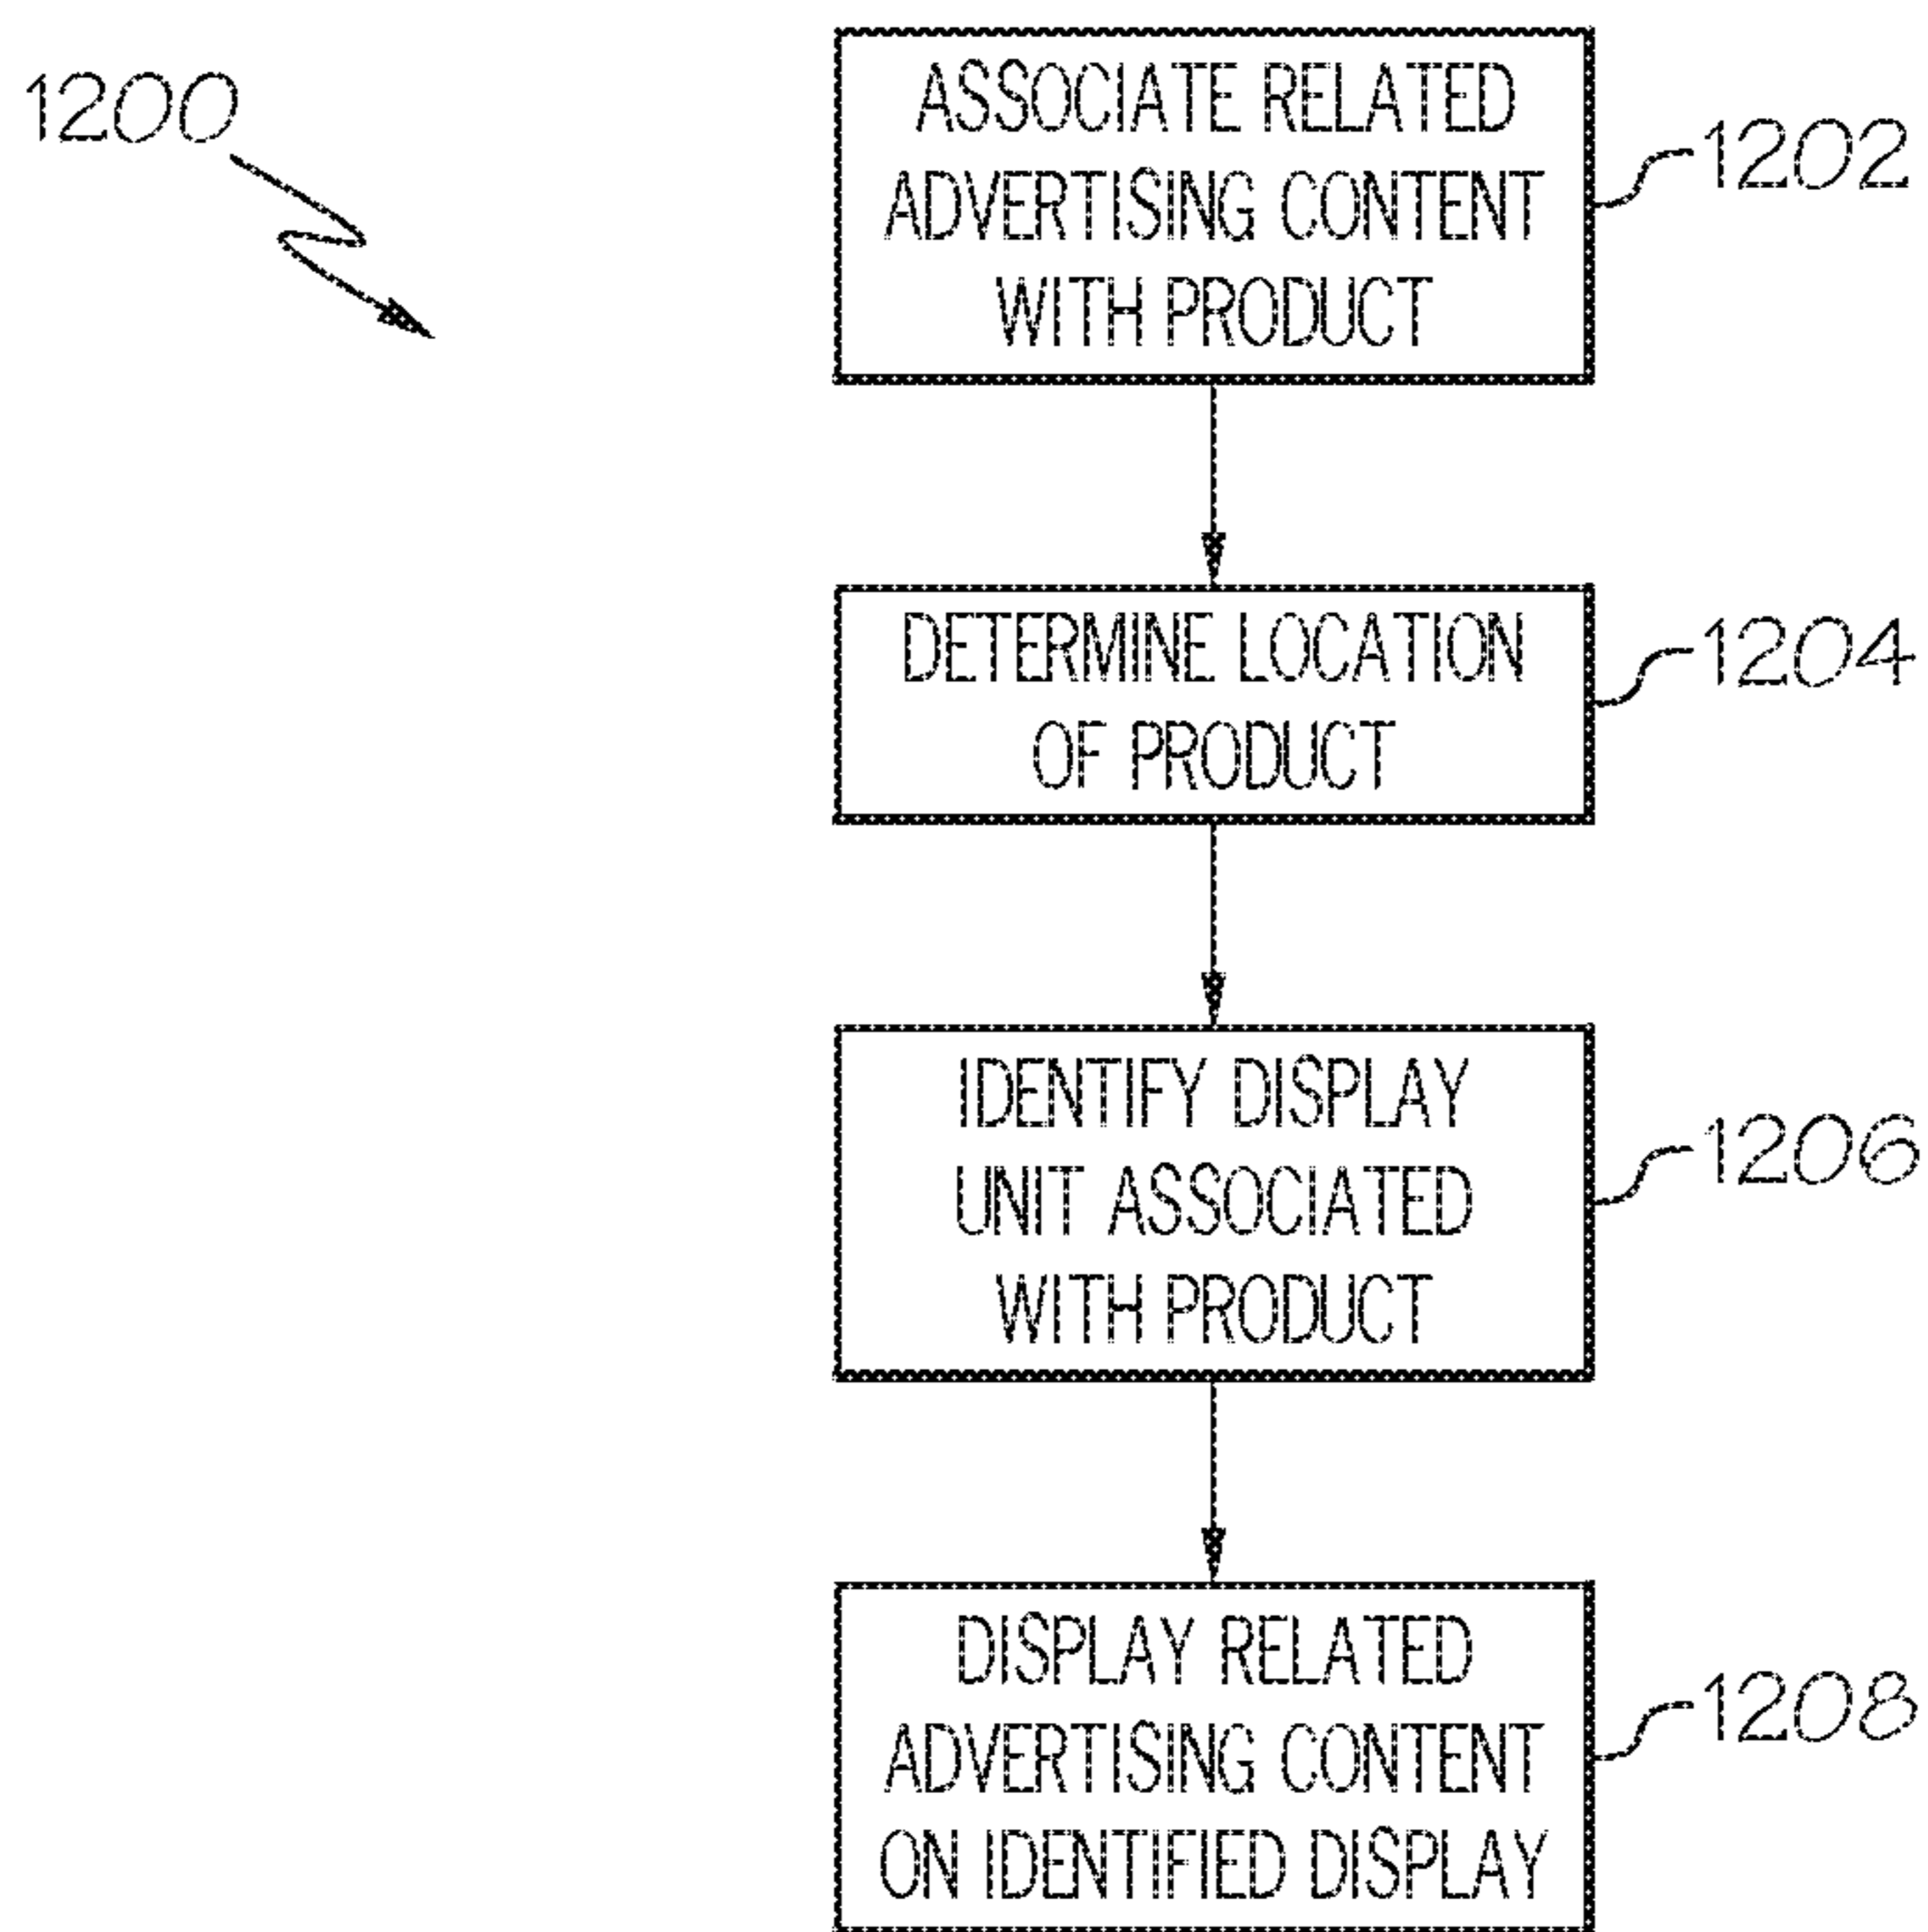 1200
ASSOCIATE RELATED
ADVERTISING CONTENT
WITH PRODUCT
1202
DETERMINE LOCATION
OF PRODUCT
1204
IDENTIFY DISPLAY
UNIT ASSOCIATED
WITH PRODUCT
1206
DISPLAY RELATED
ADVERTISING CONTENT
ON IDENTIFIED DISPLAY
1208